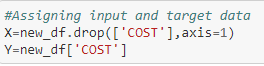 #Assigning input and target data
X=new_df.drop(['COST'],axis=1)
Y=new_df['COST']